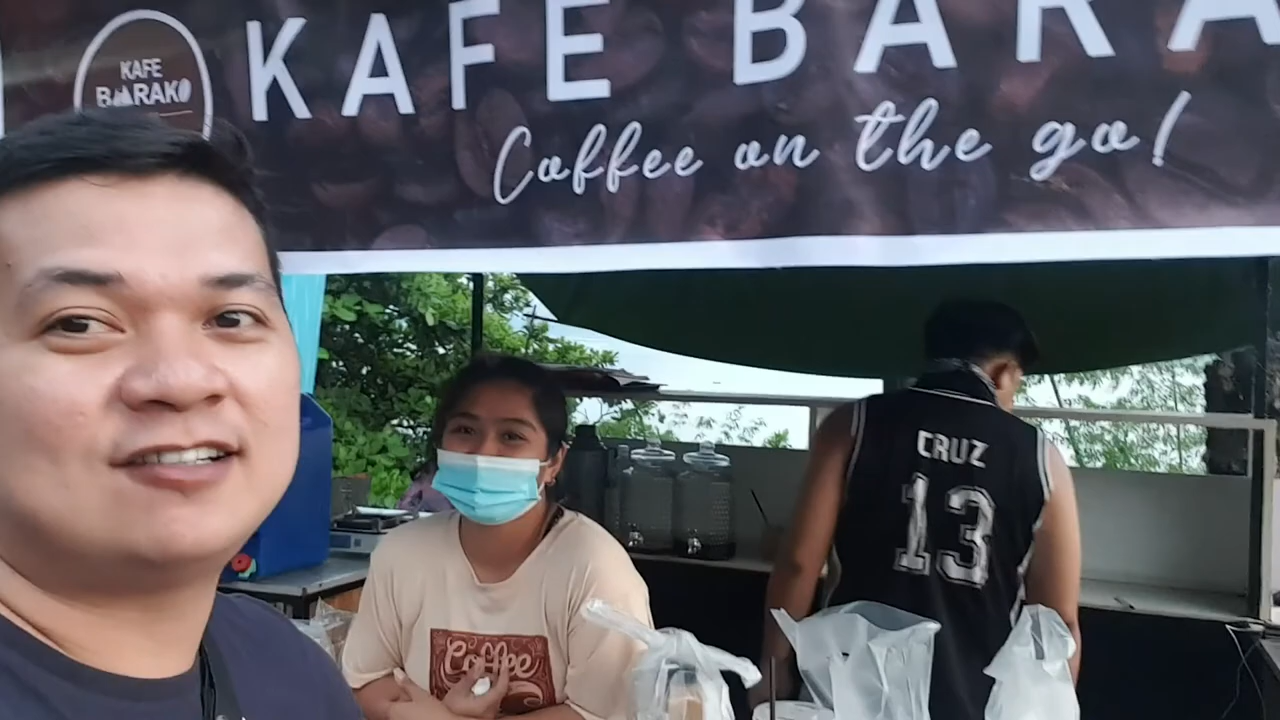 KAFE
BARAKO
KAFE BARA
Coffee on the go!
CRUZ
13
Coffee